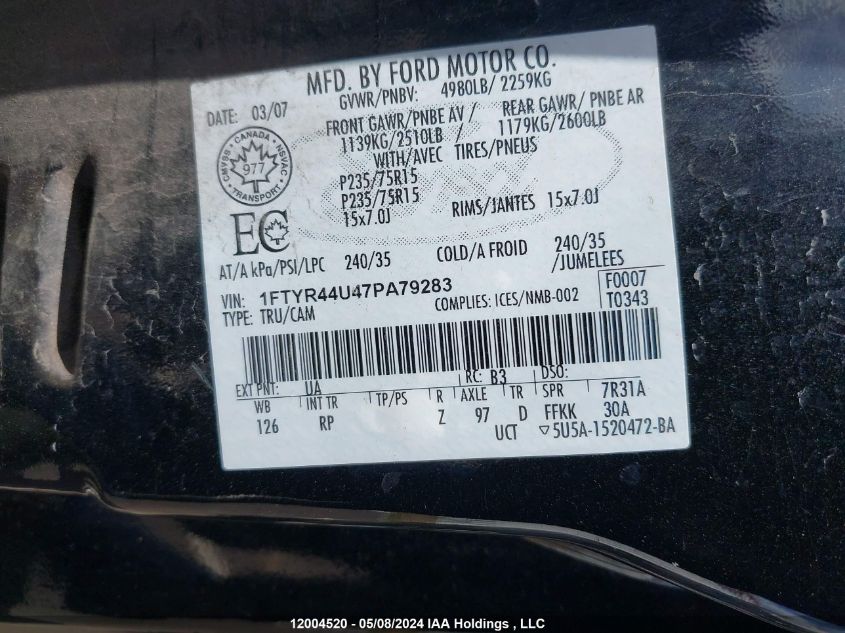 MFD. BY FORD MOTOR CO.
DATE: 03/07
GVWR/PNBV: 4980LB/ 2259KG
FRONT GAWR/PNBE AV / REAR GAWR/ PNBE AR
1139KG/2510LB / 1179KG/2600LB
WITH/AVEC TIRES/PNEUS
P235/75R15
P235/75R15
15x7.0J RIMS/JANTES 15x7.0J
CANADA
CMVSS NSVAC
977
TRANSPORT
EC
AT/A kPa/PSI/LPC 240/35 COLD/A FROID 240/35
/JUMELEES
VIN: 1FTYR44U47PA79283
TYPE: TRU/CAM COMPLIES: ICES/NMB-002
F0007
T0343
EXT PNT: UA RC: B3 DSO:
WB INT TR TP/PS R AXLE TR SPR 7R31A
126 RP Z 97 D FFKK 30A
UCT ▽5U5A-1520472-BA
12004520 - 05/08/2024 IAA Holdings , LLC